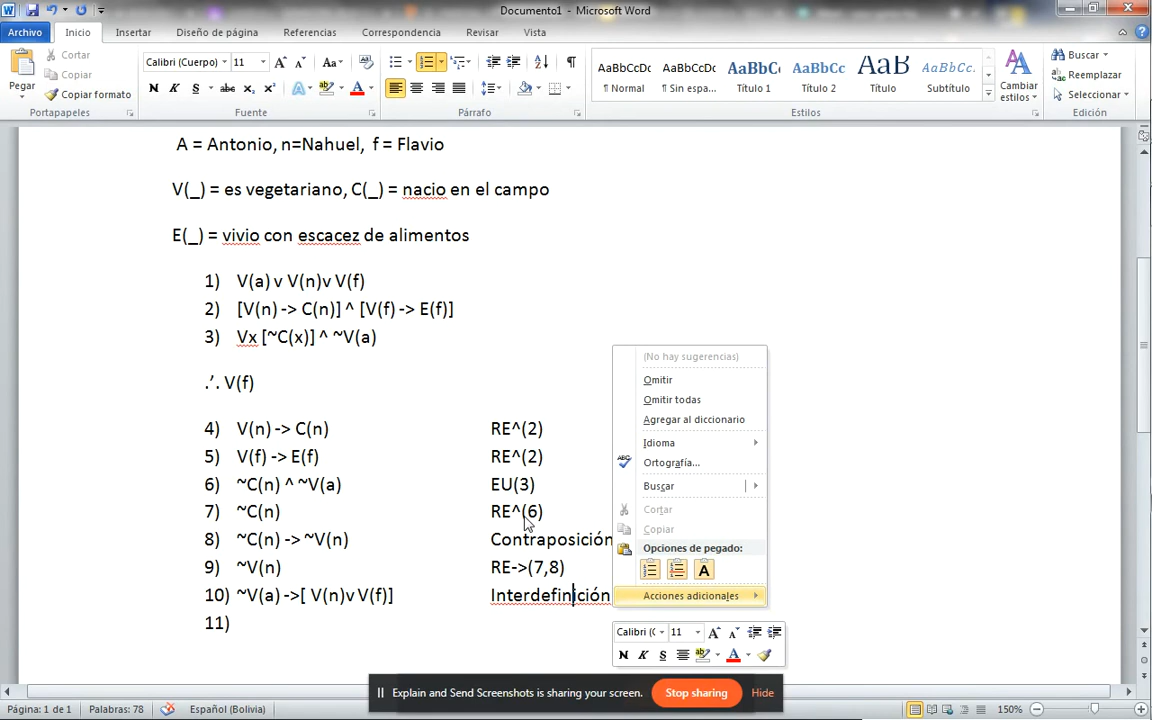 Documento1 - Microsoft Word
Archivo Inicio Insertar Diseño de página Referencias Correspondencia Revisar Vista
Pegar
Cortar
Copiar
Copiar formato
Portapapeles
Calibri (Cuerpo) 11
Fuente
Párrafo
AaBbCcDc AaBbCcDc AaBbC AaBbCc AaB AaBbCc.
¶ Normal ¶ Sin espa... Título 1 Título 2 Título Subtítulo
Estilos
Cambiar estilos
Buscar
Reemplazar
Seleccionar
Edición
A = Antonio, n=Nahuel, f = Flavio
V(_) = es vegetariano, C(_) = nacio en el campo
E(_) = vivio con escacez de alimentos
1) V(a) v V(n)v V(f)
2) [V(n) -> C(n)] ^ [V(f) -> E(f)]
3) Vx [~C(x)] ^ ~V(a)
.’. V(f)
4) V(n) -> C(n) RE^(2)
5) V(f) -> E(f) RE^(2)
6) ~C(n) ^ ~V(a) EU(3)
7) ~C(n) RE^(6)
8) ~C(n) -> ~V(n) Contraposición
9) ~V(n) RE->(7,8)
10) ~V(a) ->[ V(n)v V(f)] Interdefinición
11)
(No hay sugerencias)
Omitir
Omitir todas
Agregar al diccionario
Idioma
Ortografía...
Buscar
Cortar
Copiar
Opciones de pegado:
Acciones adicionales
Calibri (C 11
Explain and Send Screenshots is sharing your screen. Stop sharing Hide
Página: 1 de 1 Palabras: 78 Español (Bolivia) 150%